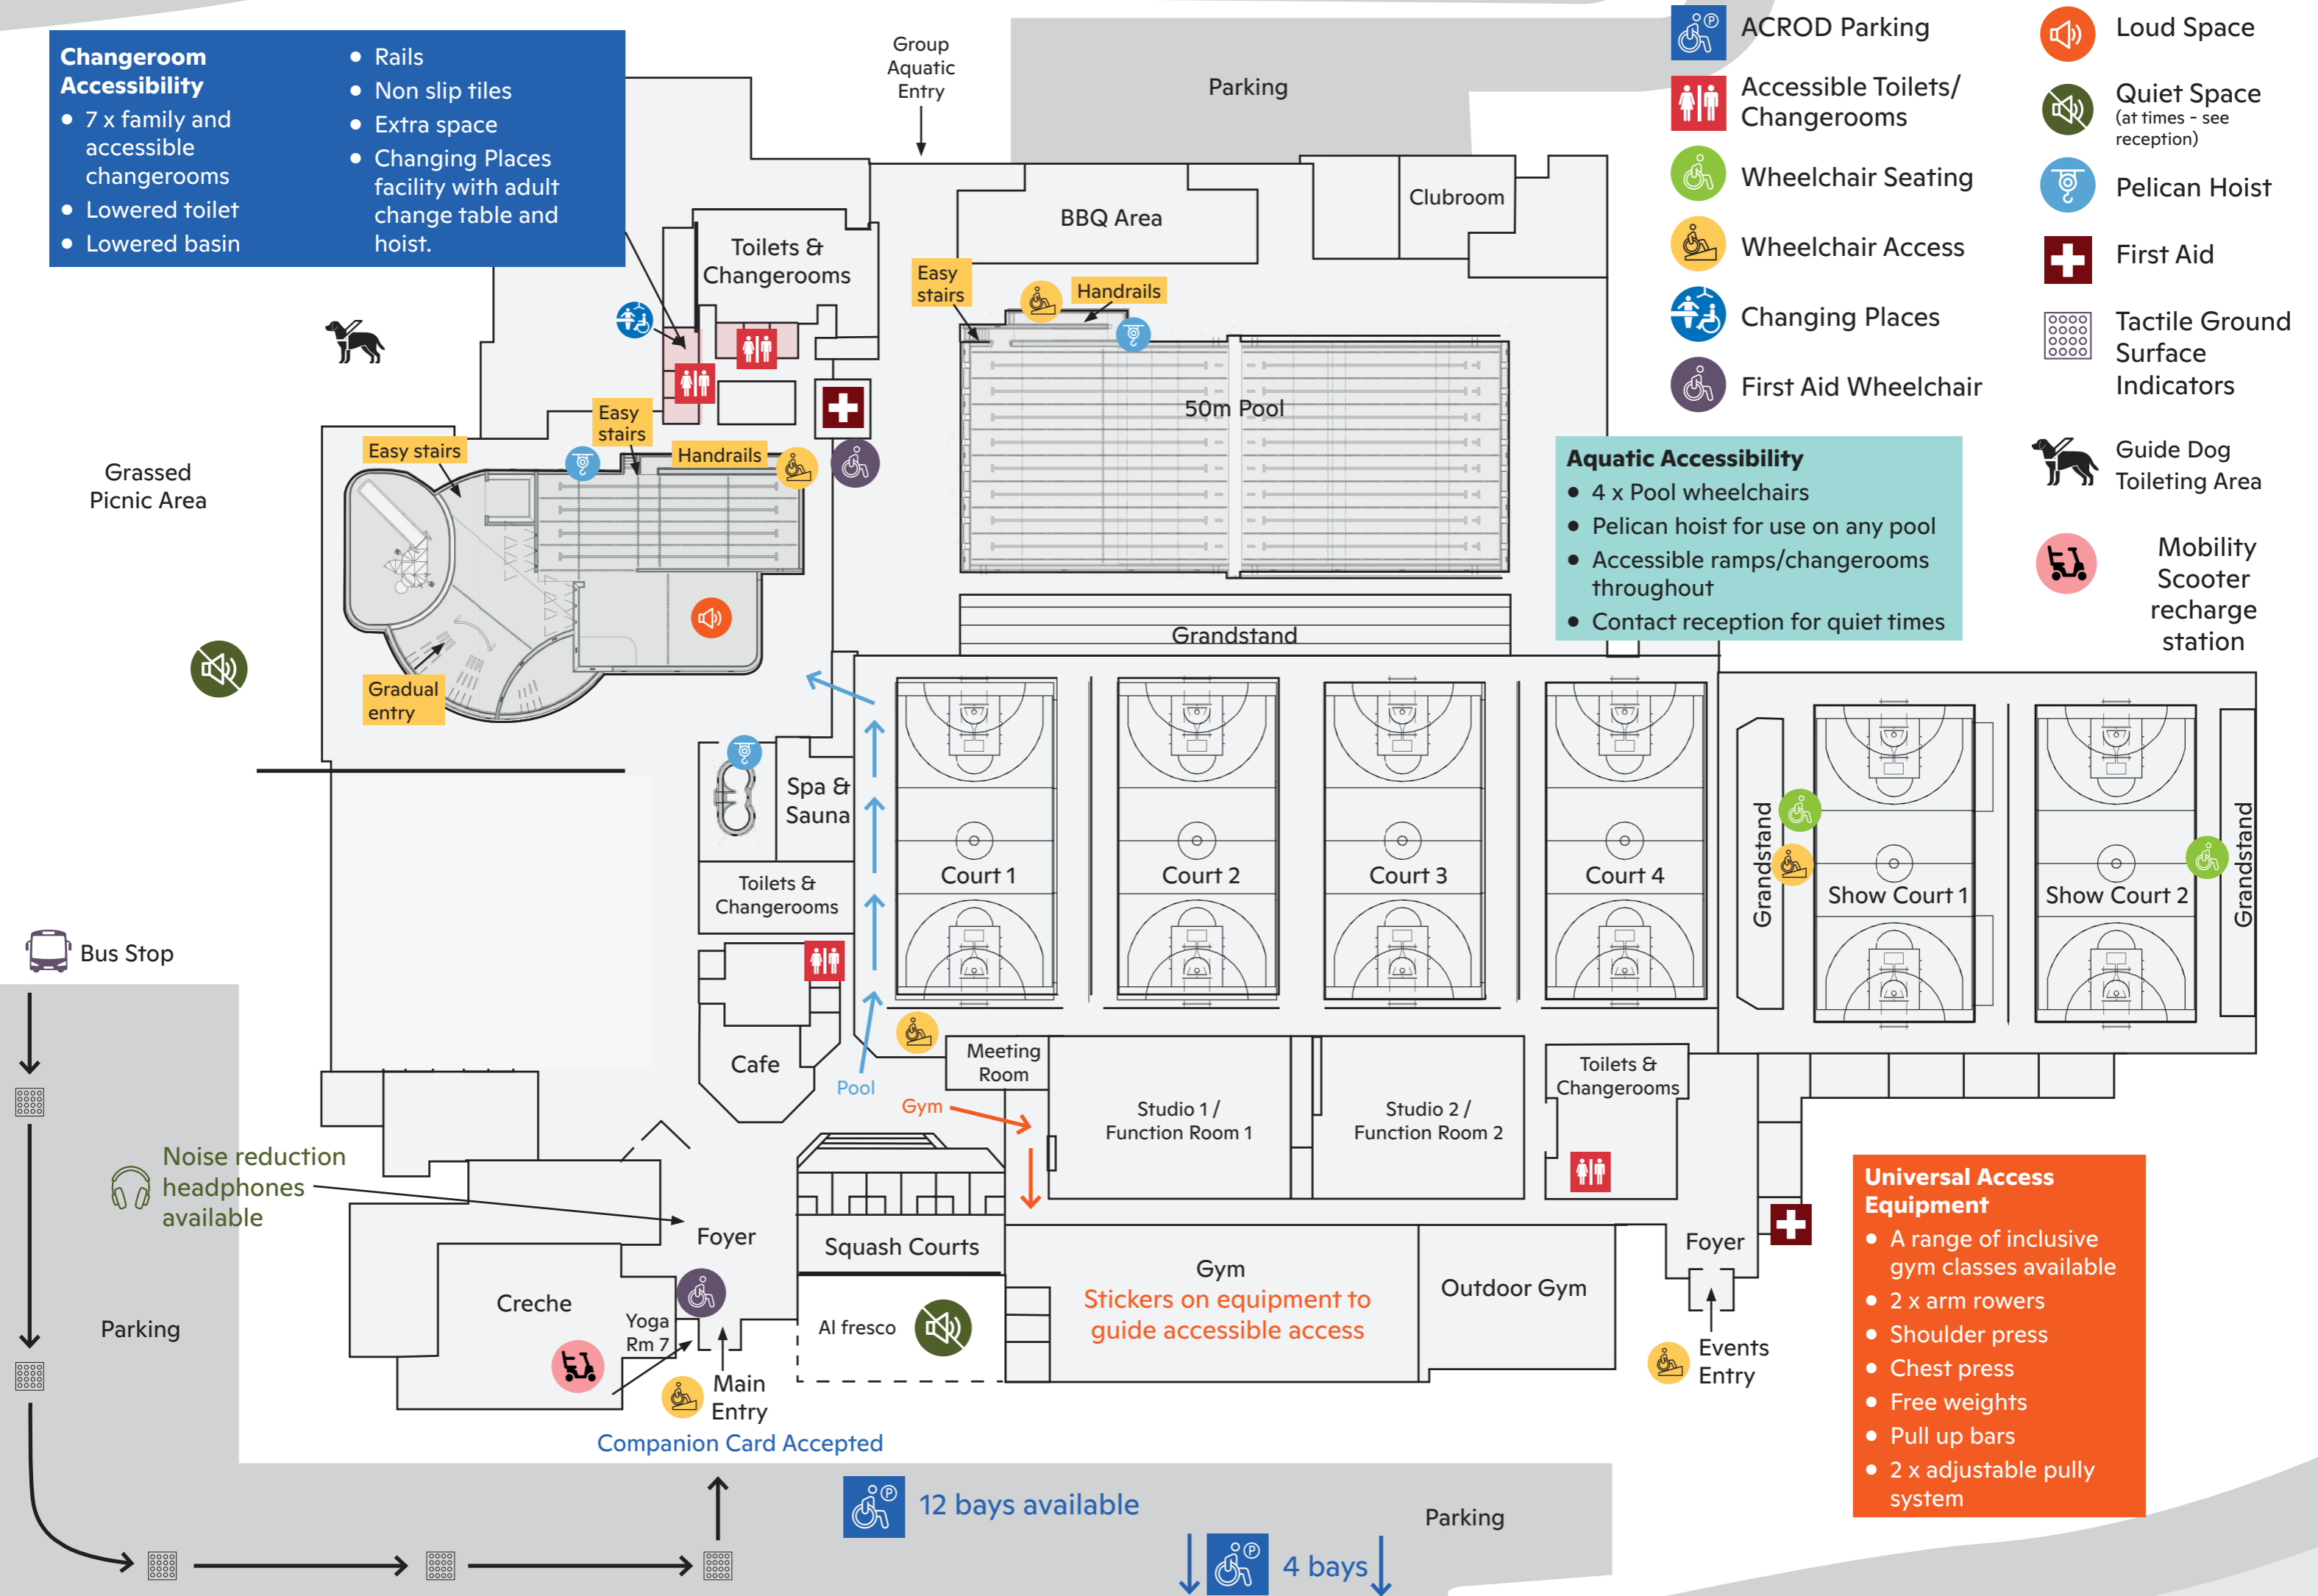 Changeroom
Accessibility
• 7 x family and
accessible
changerooms
• Lowered toilet
• Lowered basin
• Rails
• Non slip tiles
• Extra space
• Changing Places
facility with adult
change table and
hoist.
Group
Aquatic
Entry
Parking
ACROD Parking
Accessible Toilets/
Changerooms
Wheelchair Seating
Wheelchair Access
Changing Places
First Aid Wheelchair
Loud Space
Quiet Space
(at times - see
reception)
Pelican Hoist
First Aid
Tactile Ground
Surface
Indicators
Guide Dog
Toileting Area
Mobility
Scooter
recharge
station
Clubroom
BBQ Area
Toilets &
Changerooms
Easy
stairs
Handrails
50m Pool
Easy
stairs
Easy stairs
Handrails
Grassed
Picnic Area
Gradual
entry
Aquatic Accessibility
• 4 x Pool wheelchairs
• Pelican hoist for use on any pool
• Accessible ramps/changerooms
throughout
• Contact reception for quiet times
Grandstand
Spa &
Sauna
Toilets &
Changerooms
Court 1
Court 2
Court 3
Court 4
Grandstand
Show Court 1
Show Court 2
Grandstand
Bus Stop
Cafe
Pool
Meeting
Room
Gym
Studio 1 /
Function Room 1
Studio 2 /
Function Room 2
Toilets &
Changerooms
Noise reduction
headphones
available
Foyer
Squash Courts
Gym
Stickers on equipment to
guide accessible access
Outdoor Gym
Foyer
Creche
Yoga
Rm 7
Al fresco
Parking
Main
Entry
Events
Entry
Companion Card Accepted
Universal Access
Equipment
• A range of inclusive
gym classes available
• 2 x arm rowers
• Shoulder press
• Chest press
• Free weights
• Pull up bars
• 2 x adjustable pully
system
P
12 bays available
Parking
P
4 bays